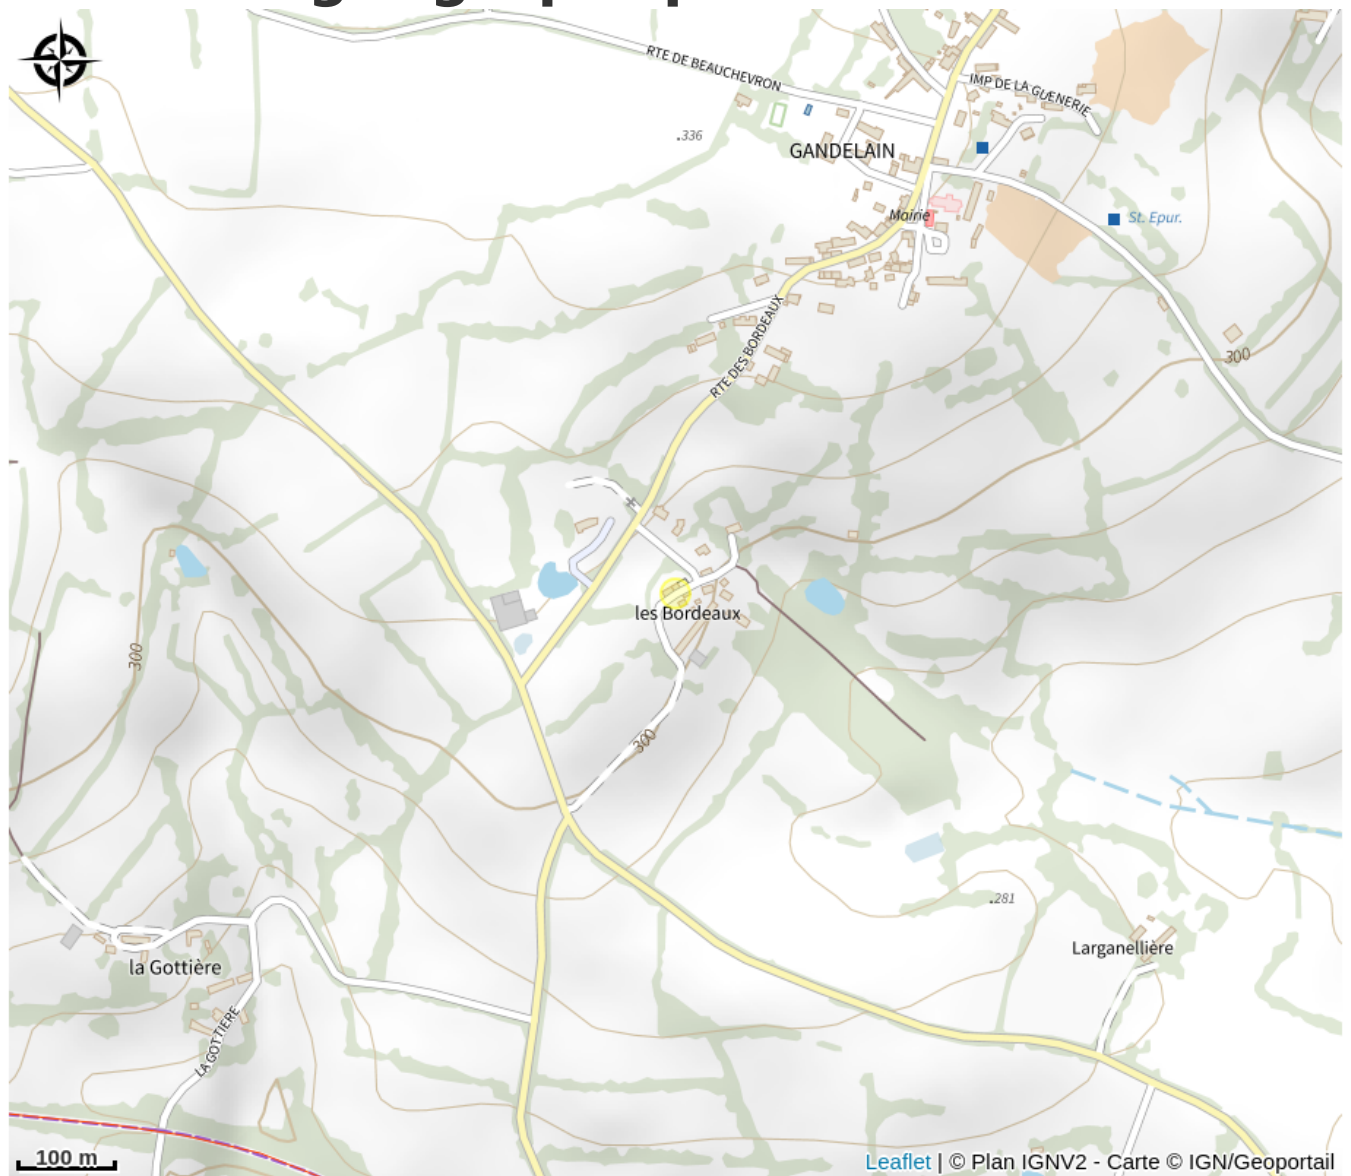 RTE DE BEAUCHEVRON
IMP DE LA GUENERIE
336
GANDELAIN
Mairie
St. Epur.
RTE DES BORDEAUX
300
les Bordeaux
300
300
281
Larganellière
la Gottière
LA GOTTIERE
100 m
Leaflet | © Plan IGNV2 - Carte © IGN/Geoportail